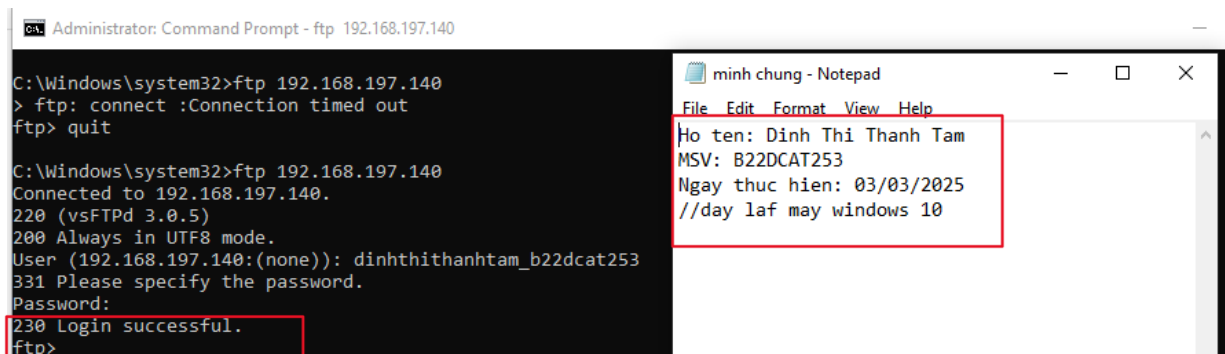 Administrator: Command Prompt - ftp 192.168.197.140
C:\Windows\system32>ftp 192.168.197.140
> ftp: connect :Connection timed out
ftp> quit
C:\Windows\system32>ftp 192.168.197.140
Connected to 192.168.197.140.
220 (vsFTPd 3.0.5)
200 Always in UTF8 mode.
User (192.168.197.140:(none)): dinhthithanhtam_b22dcat253
331 Please specify the password.
Password:
230 Login successful.
ftp>
minh chung - Notepad
File Edit Format View Help
Ho ten: Dinh Thi Thanh Tam
MSV: B22DCAT253
Ngay thuc hien: 03/03/2025
//day laf may windows 10